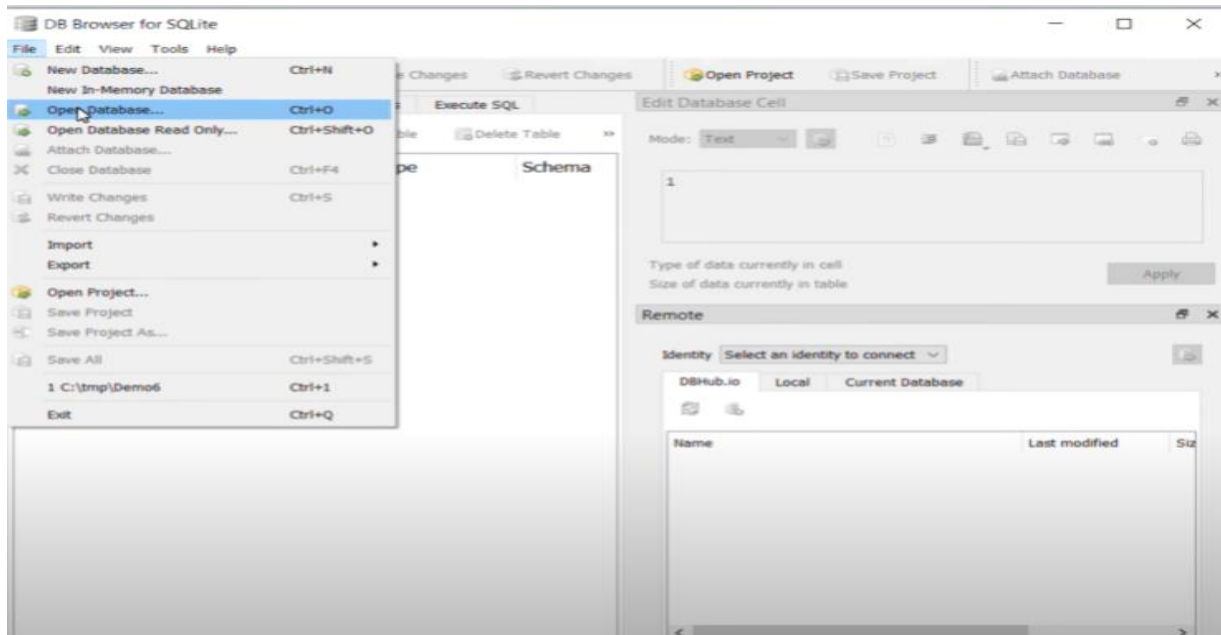 DB Browser for SQLite
File Edit View Tools Help
New Database... Ctrl+N
New In-Memory Database
Open Database... Ctrl+O
Open Database Read Only... Ctrl+Shift+O
Attach Database...
Close Database Ctrl+F4
Write Changes Ctrl+S
Revert Changes
Import
Export
Open Project...
Save Project
Save Project As...
Save All Ctrl+Shift+S
1 C:\tmp\Demo6 Ctrl+1
Exit Ctrl+Q
Changes Revert Changes Open Project Save Project Attach Database
Execute SQL
Delete Table
Schema
Edit Database Cell
Mode: Text
1
Type of data currently in cell
Size of data currently in table
Apply
Remote
Identity Select an identity to connect
DBHub.io Local Current Database
Name Last modified